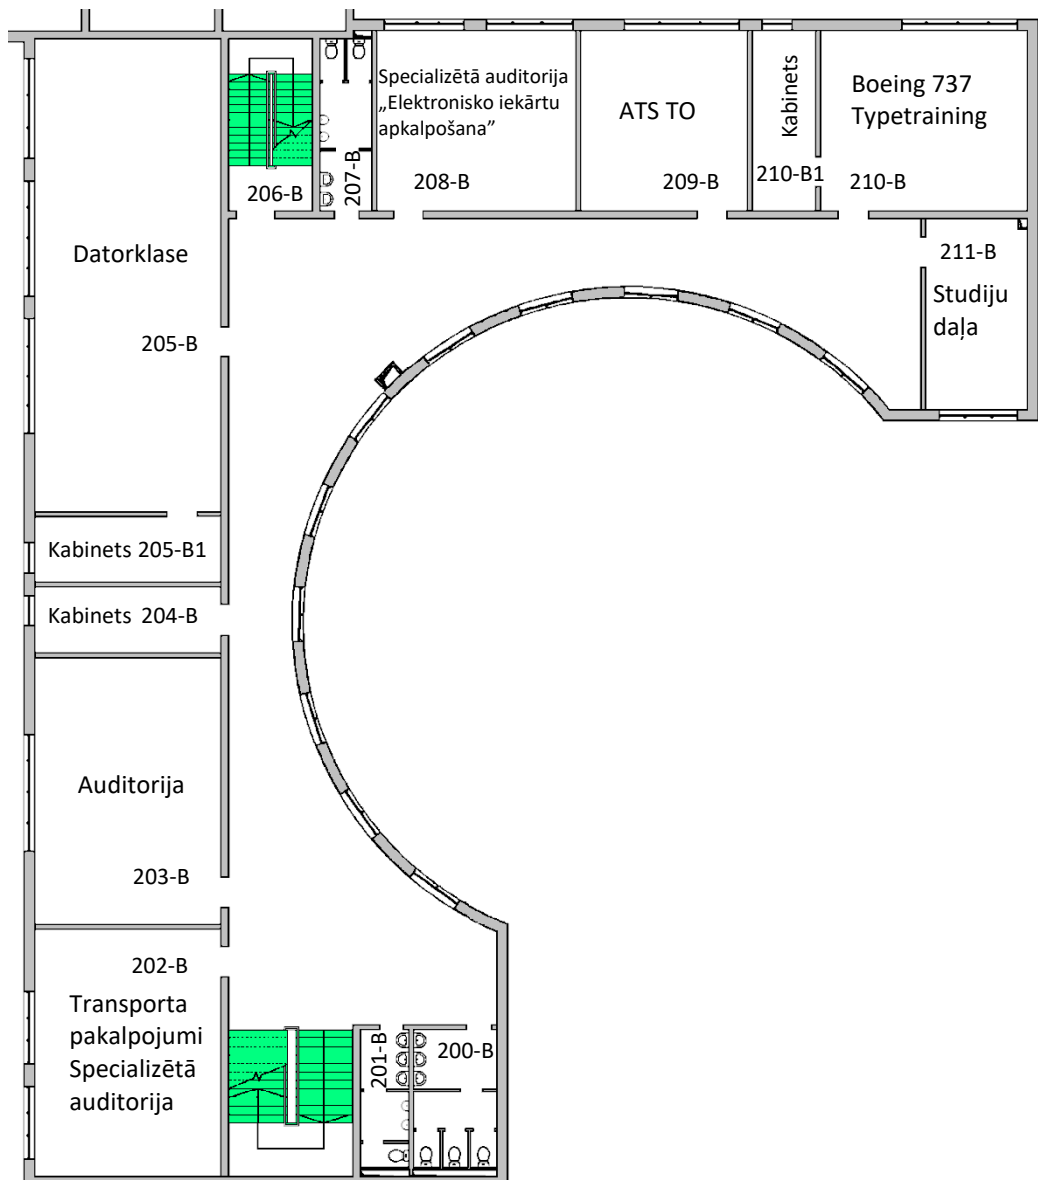 Specializētā auditorija
„Elektronisko iekārtu
apkalpošana”
208-B
ATS TO
209-B
Kabinets
210-B1
Boeing 737
Typetraining
210-B
206-B
207-B
211-B
Studiju
daļa
Datorklase
205-B
Kabinets 205-B1
Kabinets 204-B
Auditorija
203-B
202-B
Transporta
pakalpojumi
Specializētā
auditorija
201-B
200-B